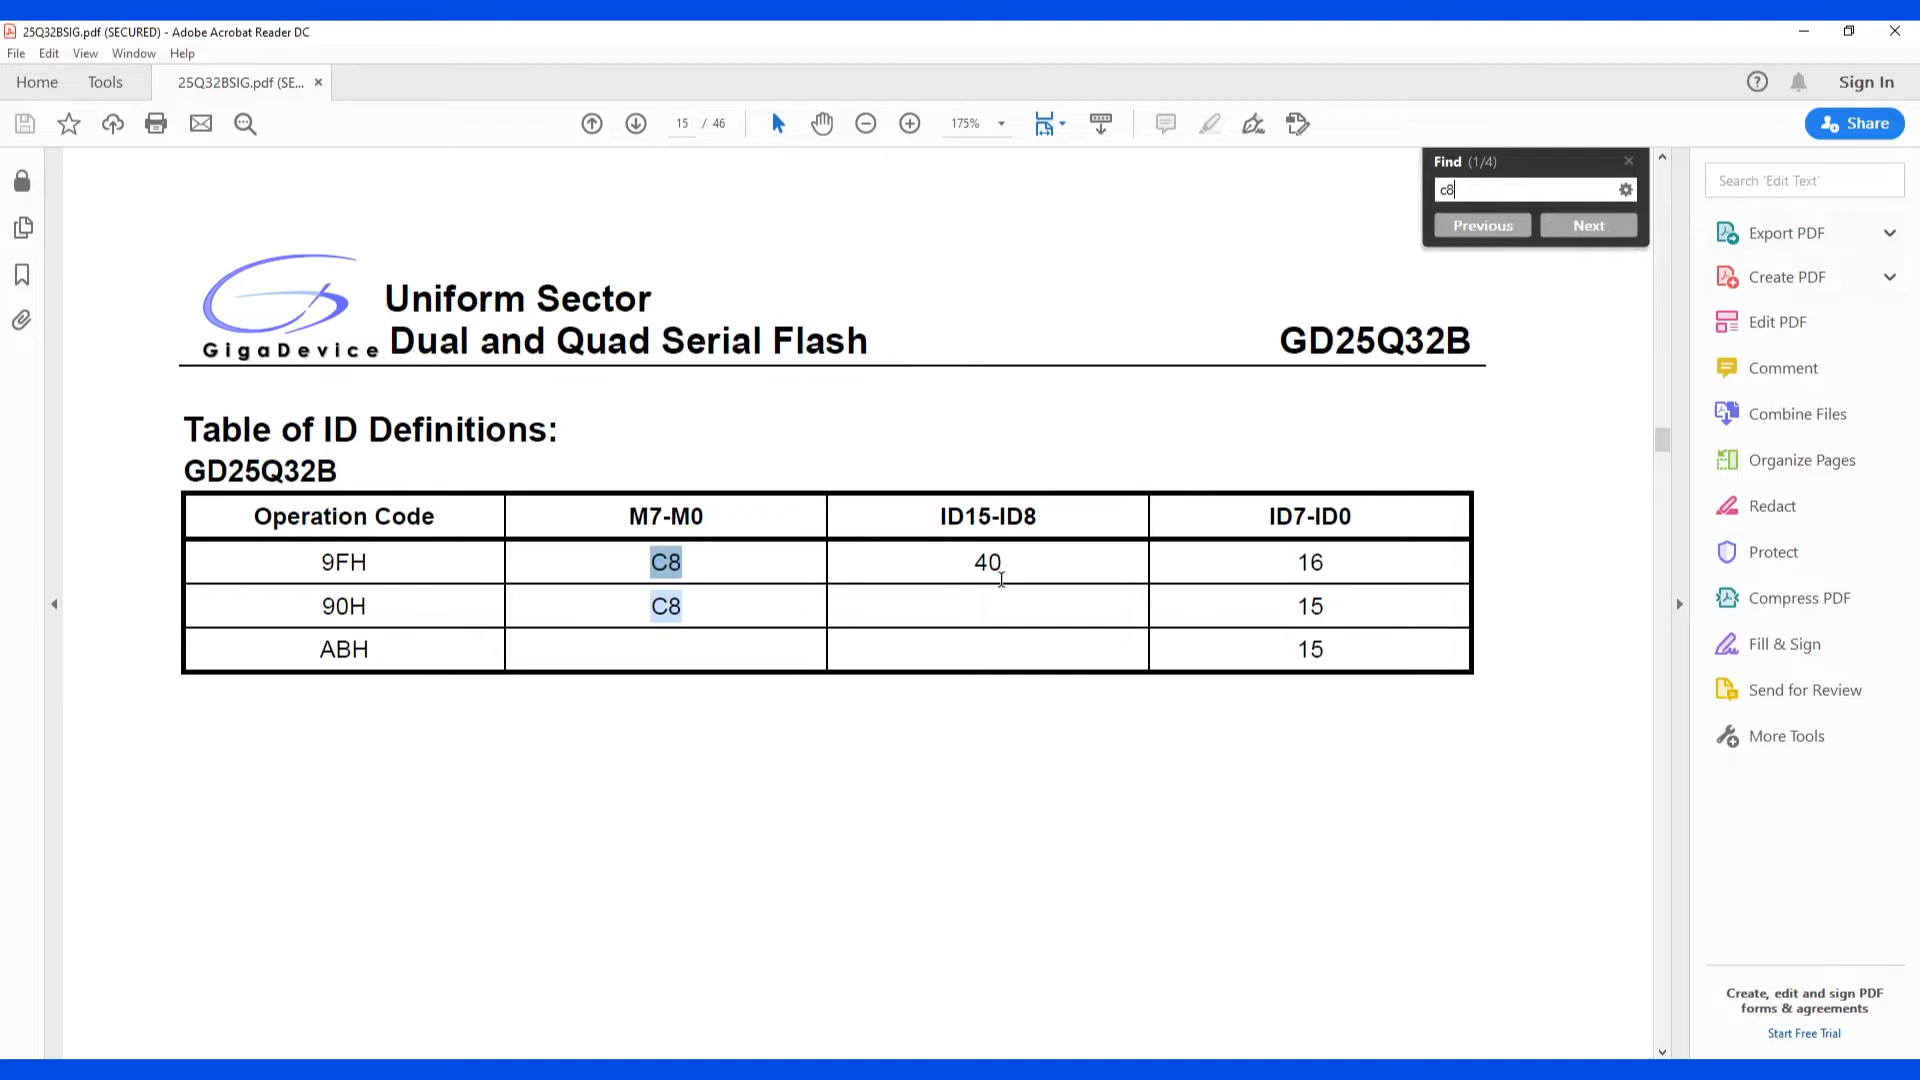 25Q32BSIG.pdf (SECURED) - Adobe Acrobat Reader DC
File Edit View Window Help
Home Tools 25Q32BSIG.pdf (SE... × Sign In
15 / 46 175% Share
Find (1/4)
c8
Previous Next
Search 'Edit Text'
Export PDF
Create PDF
Edit PDF
Comment
Combine Files
Organize Pages
Redact
Protect
Compress PDF
Fill & Sign
Send for Review
More Tools
Create, edit and sign PDF
forms & agreements
Start Free Trial
GigaDevice
Uniform Sector
Dual and Quad Serial Flash GD25Q32B
Table of ID Definitions:
GD25Q32B
Operation Code M7-M0 ID15-ID8 ID7-ID0
9FH C8 40 16
90H C8 15
ABH 15